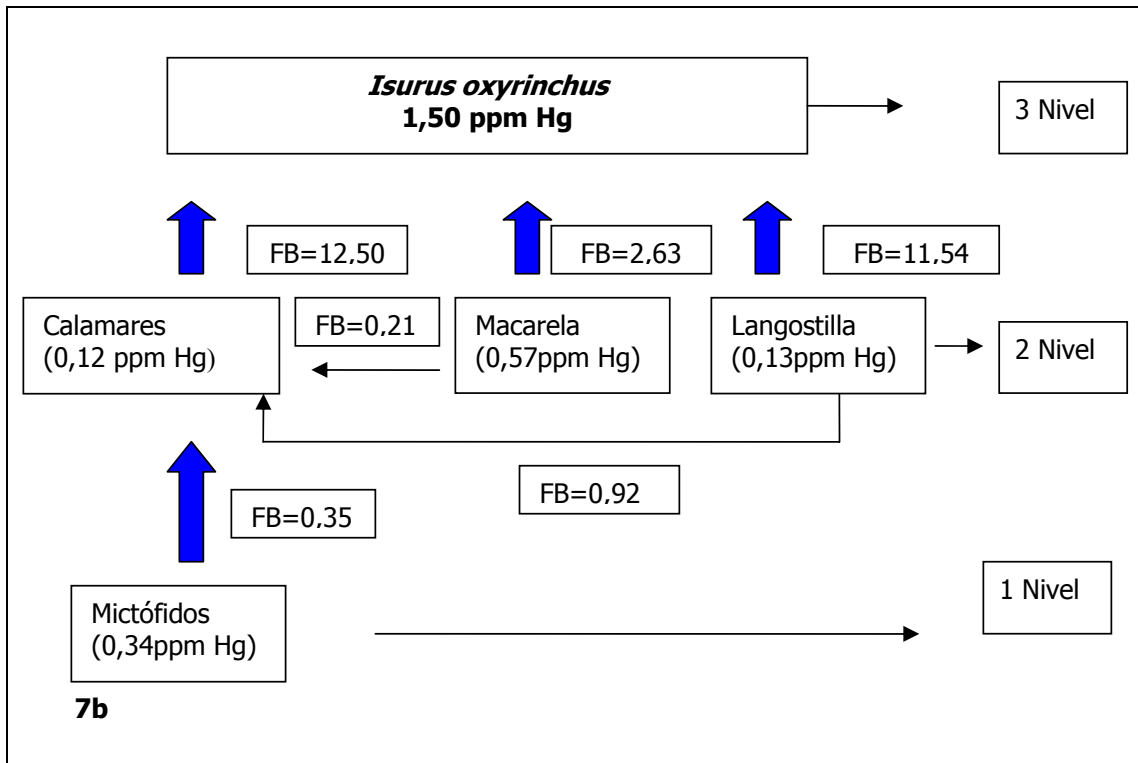 Isurus oxyrinchus
1,50 ppm Hg
3 Nivel
FB=12,50
FB=2,63
FB=11,54
Calamares
(0,12 ppm Hg)
FB=0,21
Macarela
(0,57ppm Hg)
Langostilla
(0,13ppm Hg)
2 Nivel
FB=0,92
FB=0,35
1 Nivel
Mictófidos
(0,34ppm Hg)
7b